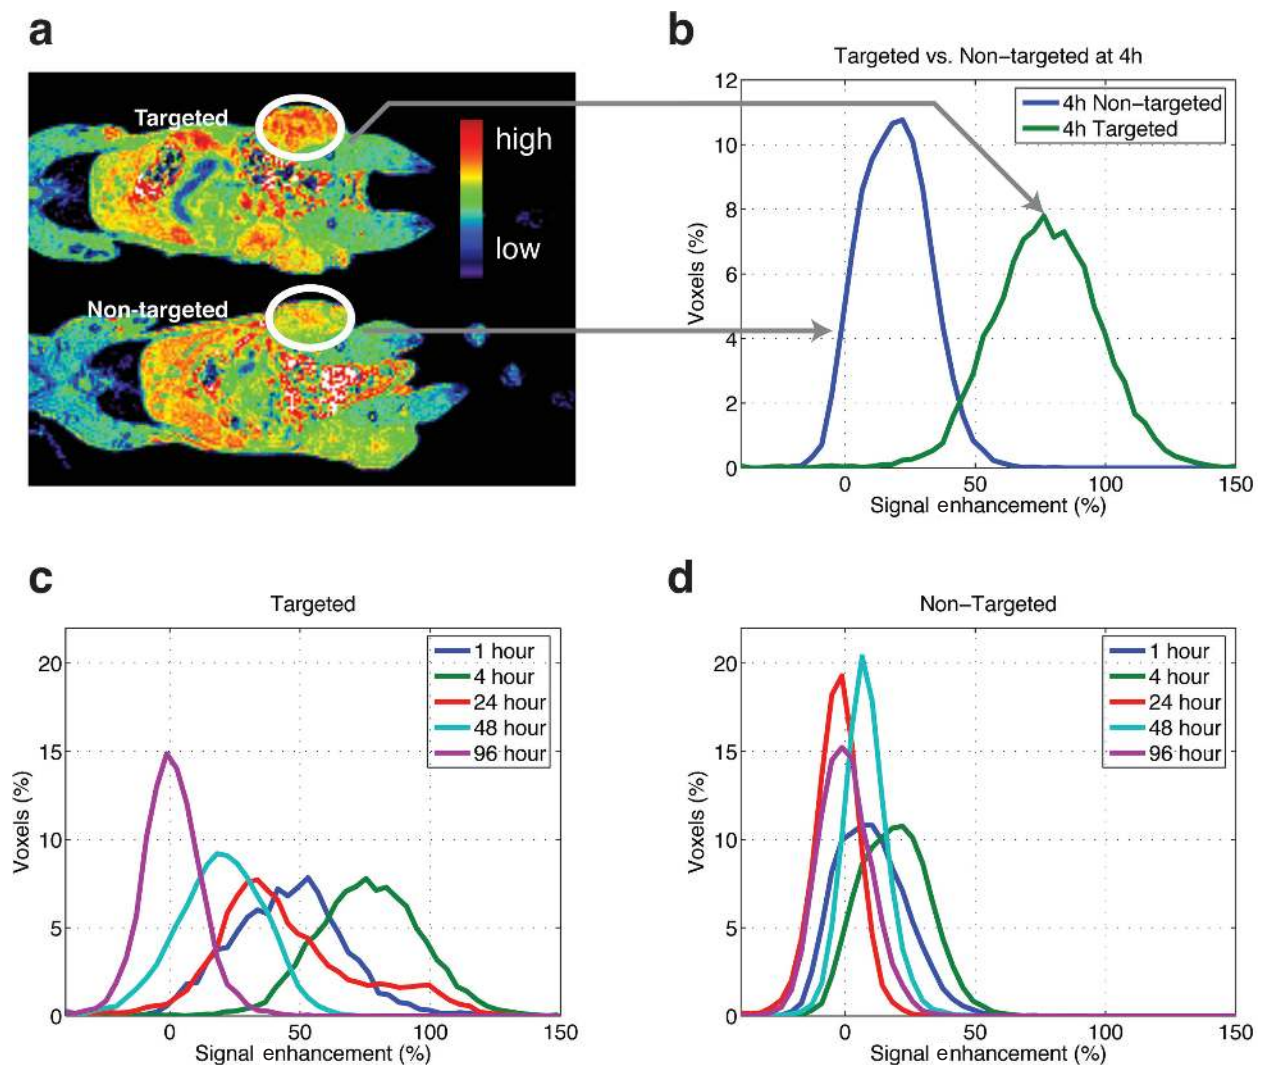 a
Targeted
high
low
Non-targeted
b
Targeted vs. Non-targeted at 4h
12
10
8
6
4
2
0
Voxels (%)
4h Non-targeted
4h Targeted
0
50
100
150
Signal enhancement (%)
c
Targeted
20
15
10
5
0
Voxels (%)
1 hour
4 hour
24 hour
48 hour
96 hour
0
50
100
150
Signal enhancement (%)
d
Non-Targeted
20
15
10
5
0
Voxels (%)
1 hour
4 hour
24 hour
48 hour
96 hour
0
50
100
150
Signal enhancement (%)